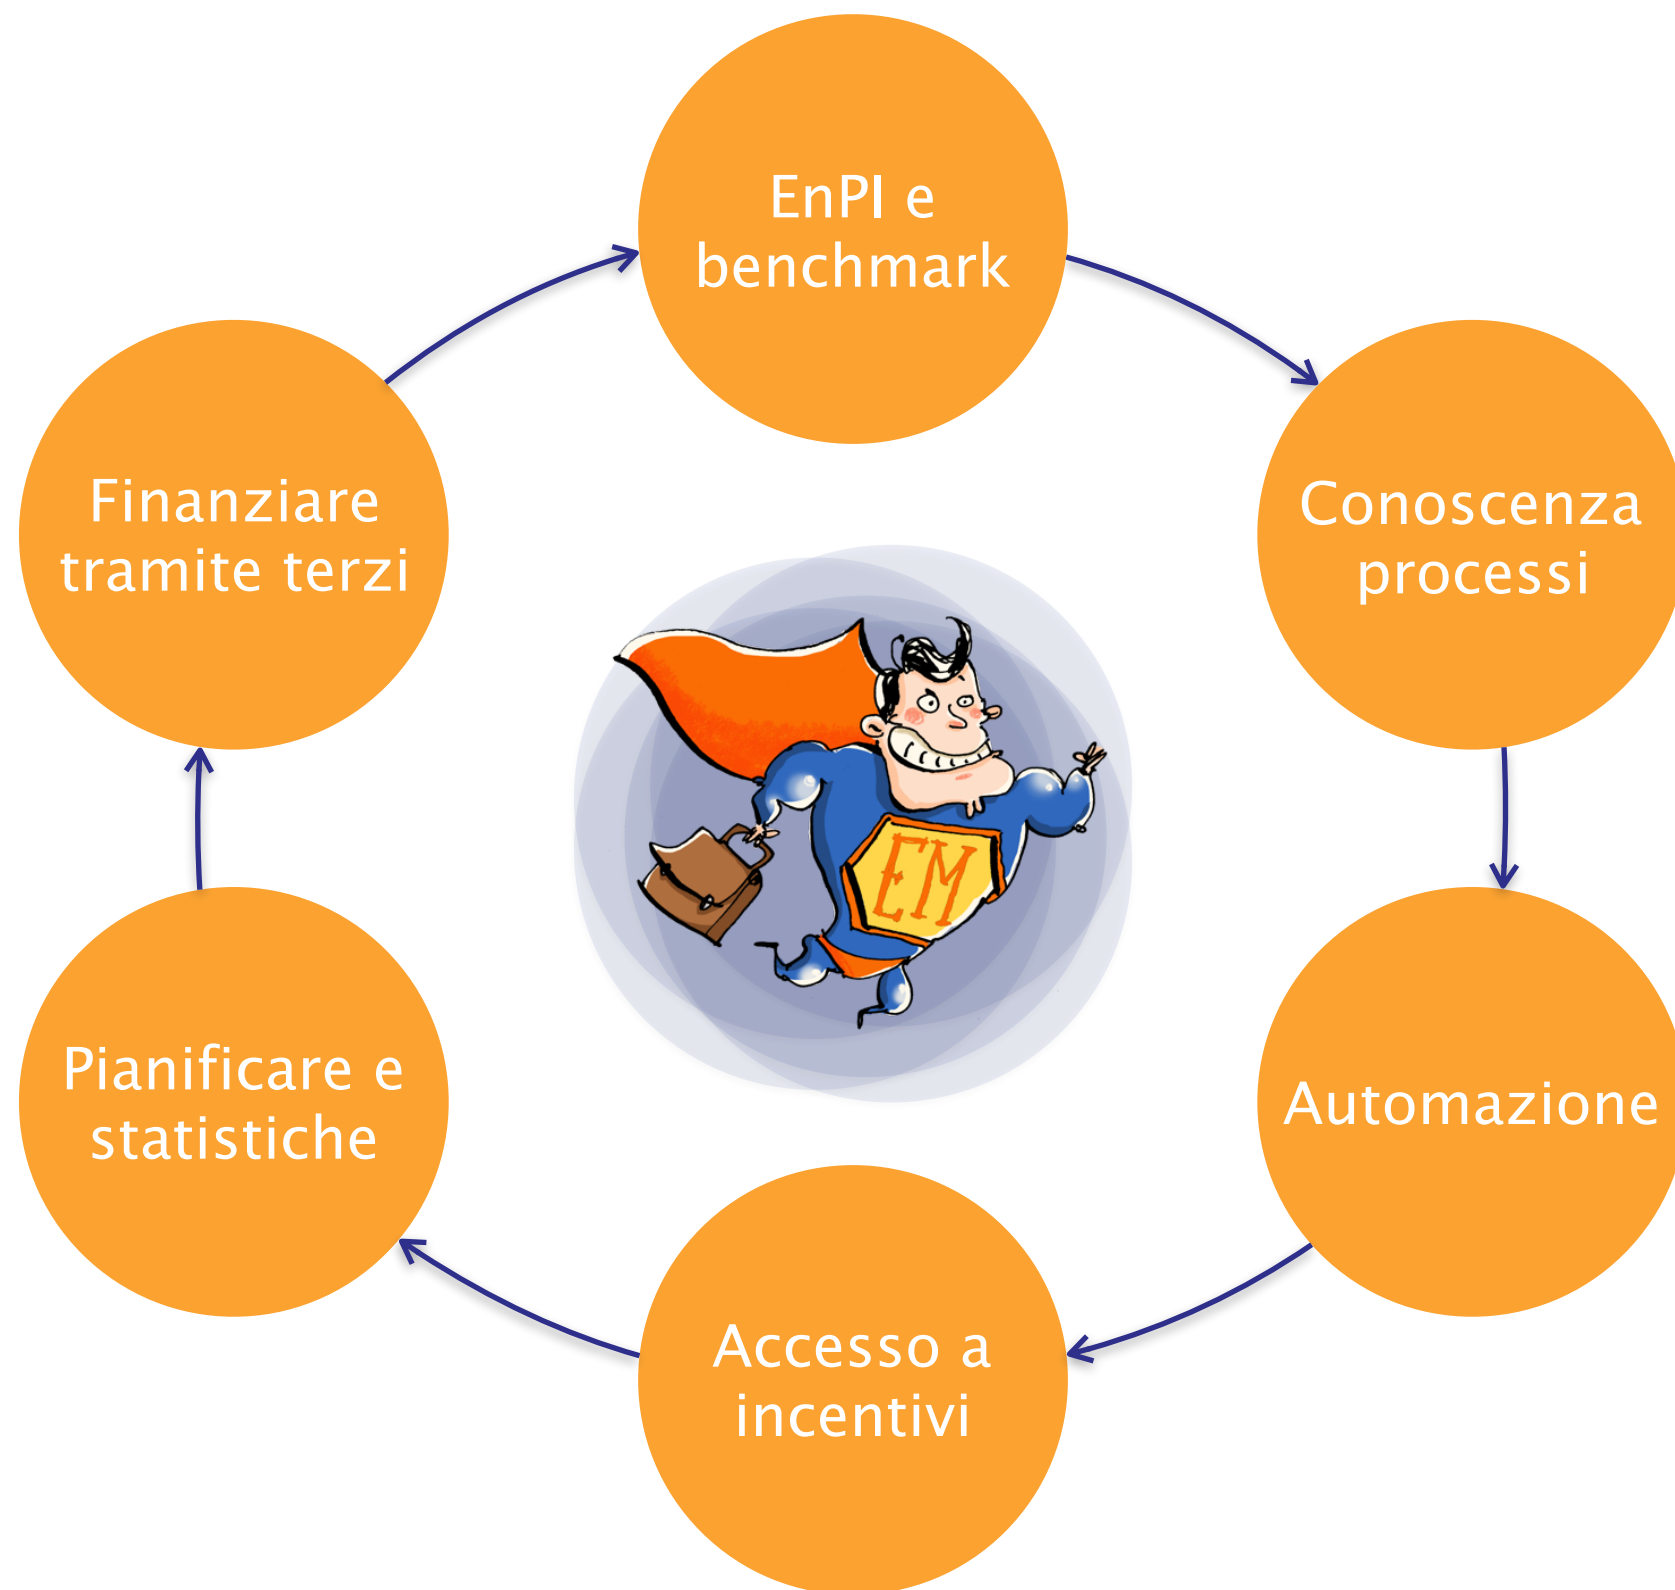 EnPI e
benchmark
Conoscenza
processi
Automazione
Accesso a
incentivi
Pianificare e
statistiche
Finanziare
tramite terzi
EM